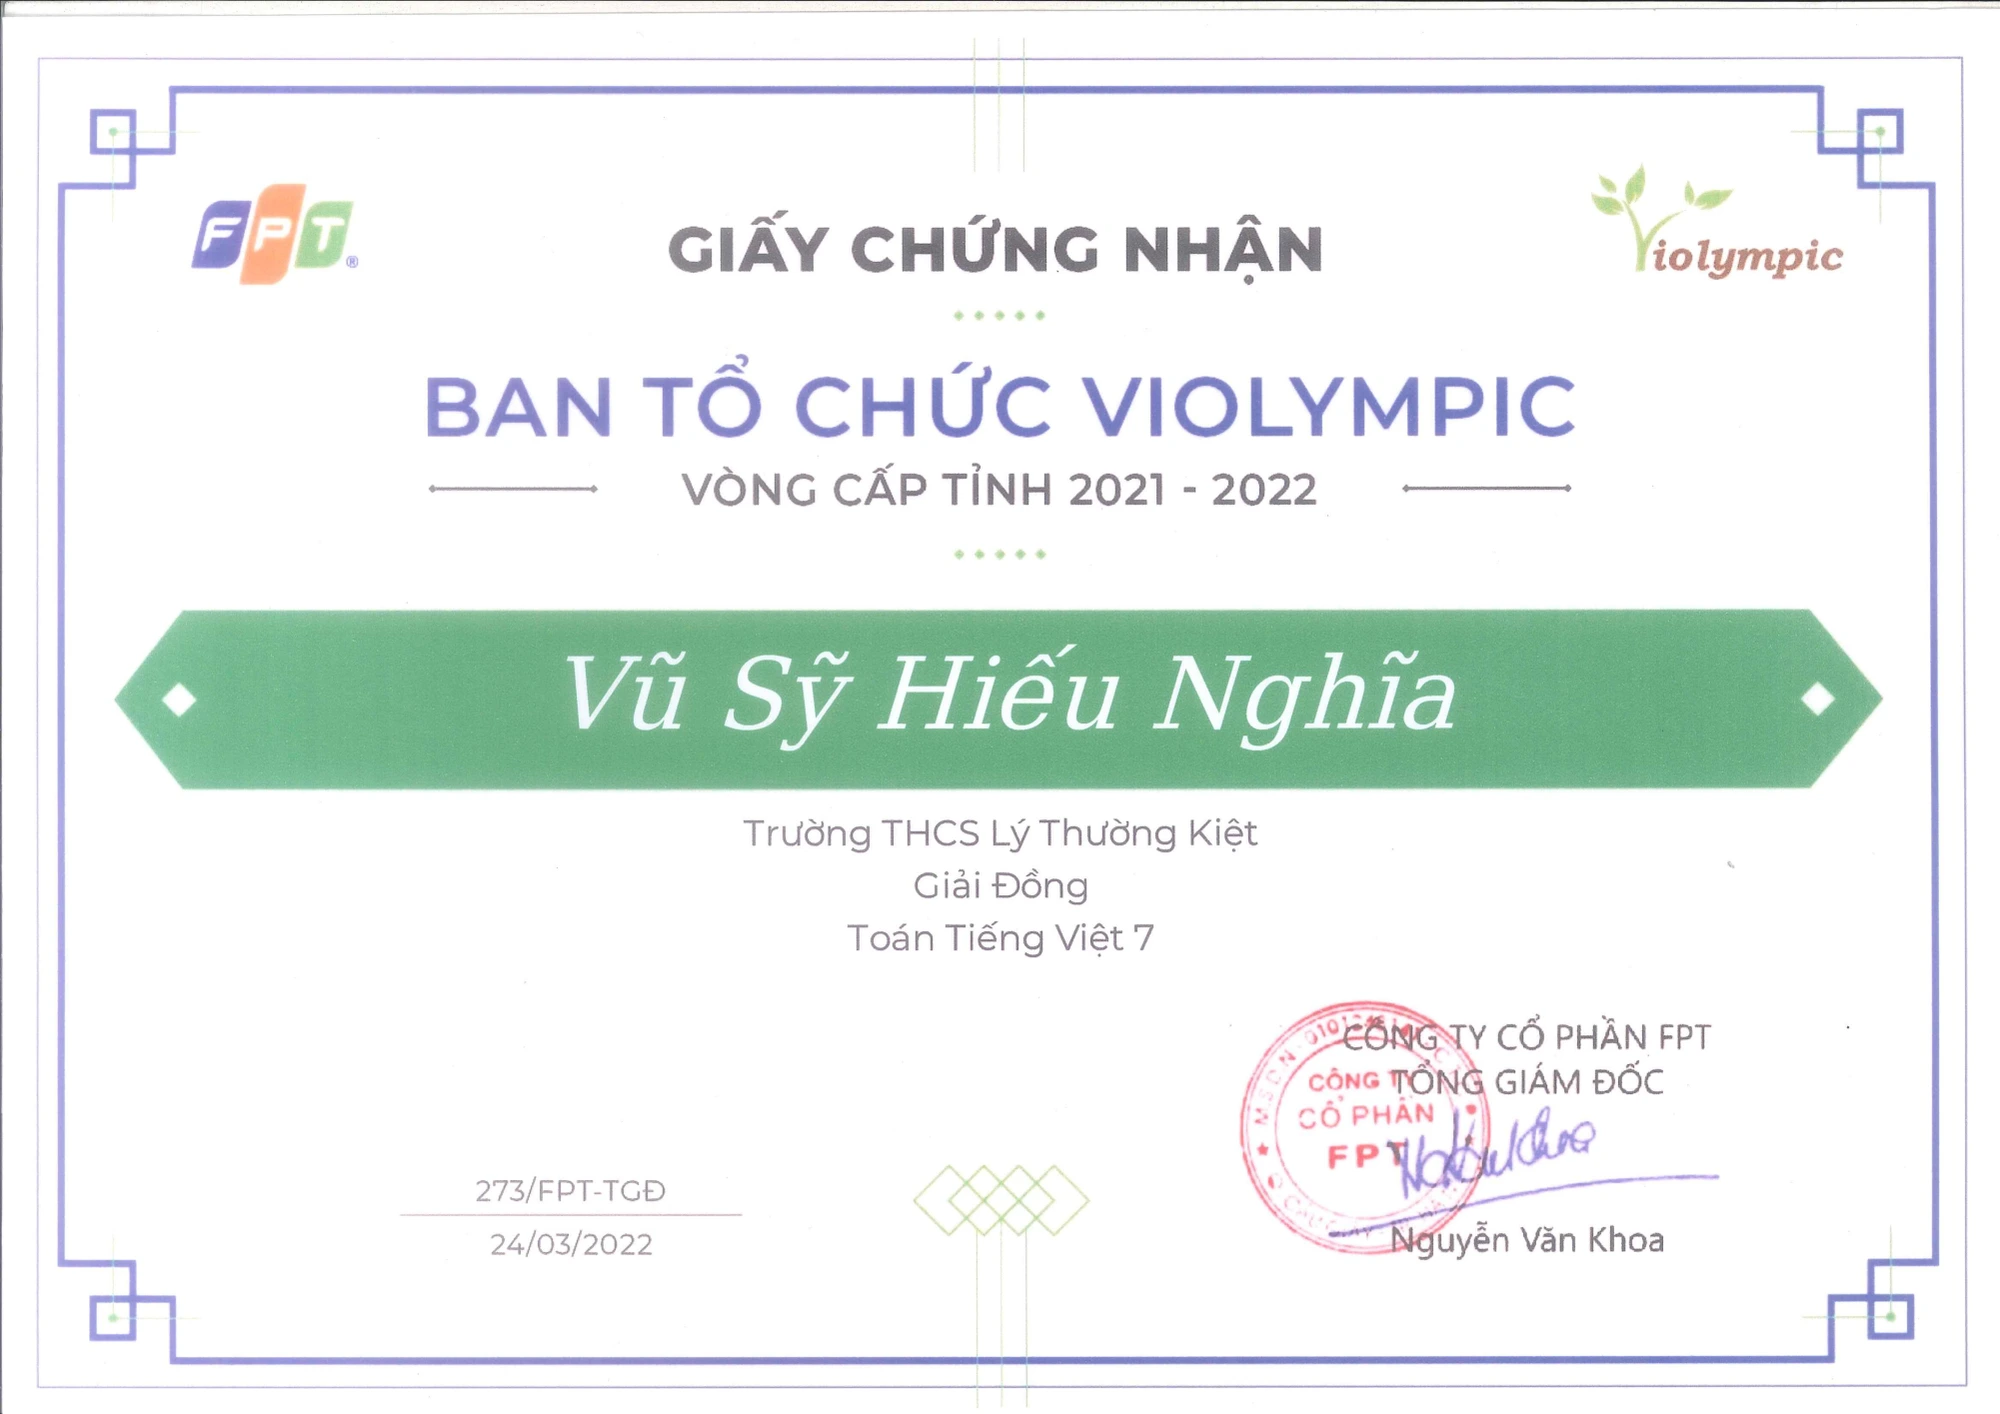 FPT®
Violympic
GIẤY CHỨNG NHẬN
BAN TỔ CHỨC VIOLYMPIC
VÒNG CẤP TỈNH 2021 - 2022
Vũ Sỹ Hiếu Nghĩa
Trường THCS Lý Thường Kiệt
Giải Đồng
Toán Tiếng Việt 7
CÔNG TY CỔ PHẦN FPT
TỔNG GIÁM ĐỐC
CÔNG TY
CỔ PHẦN
FPT
Nguyễn Văn Khoa
273/FPT-TGĐ
24/03/2022